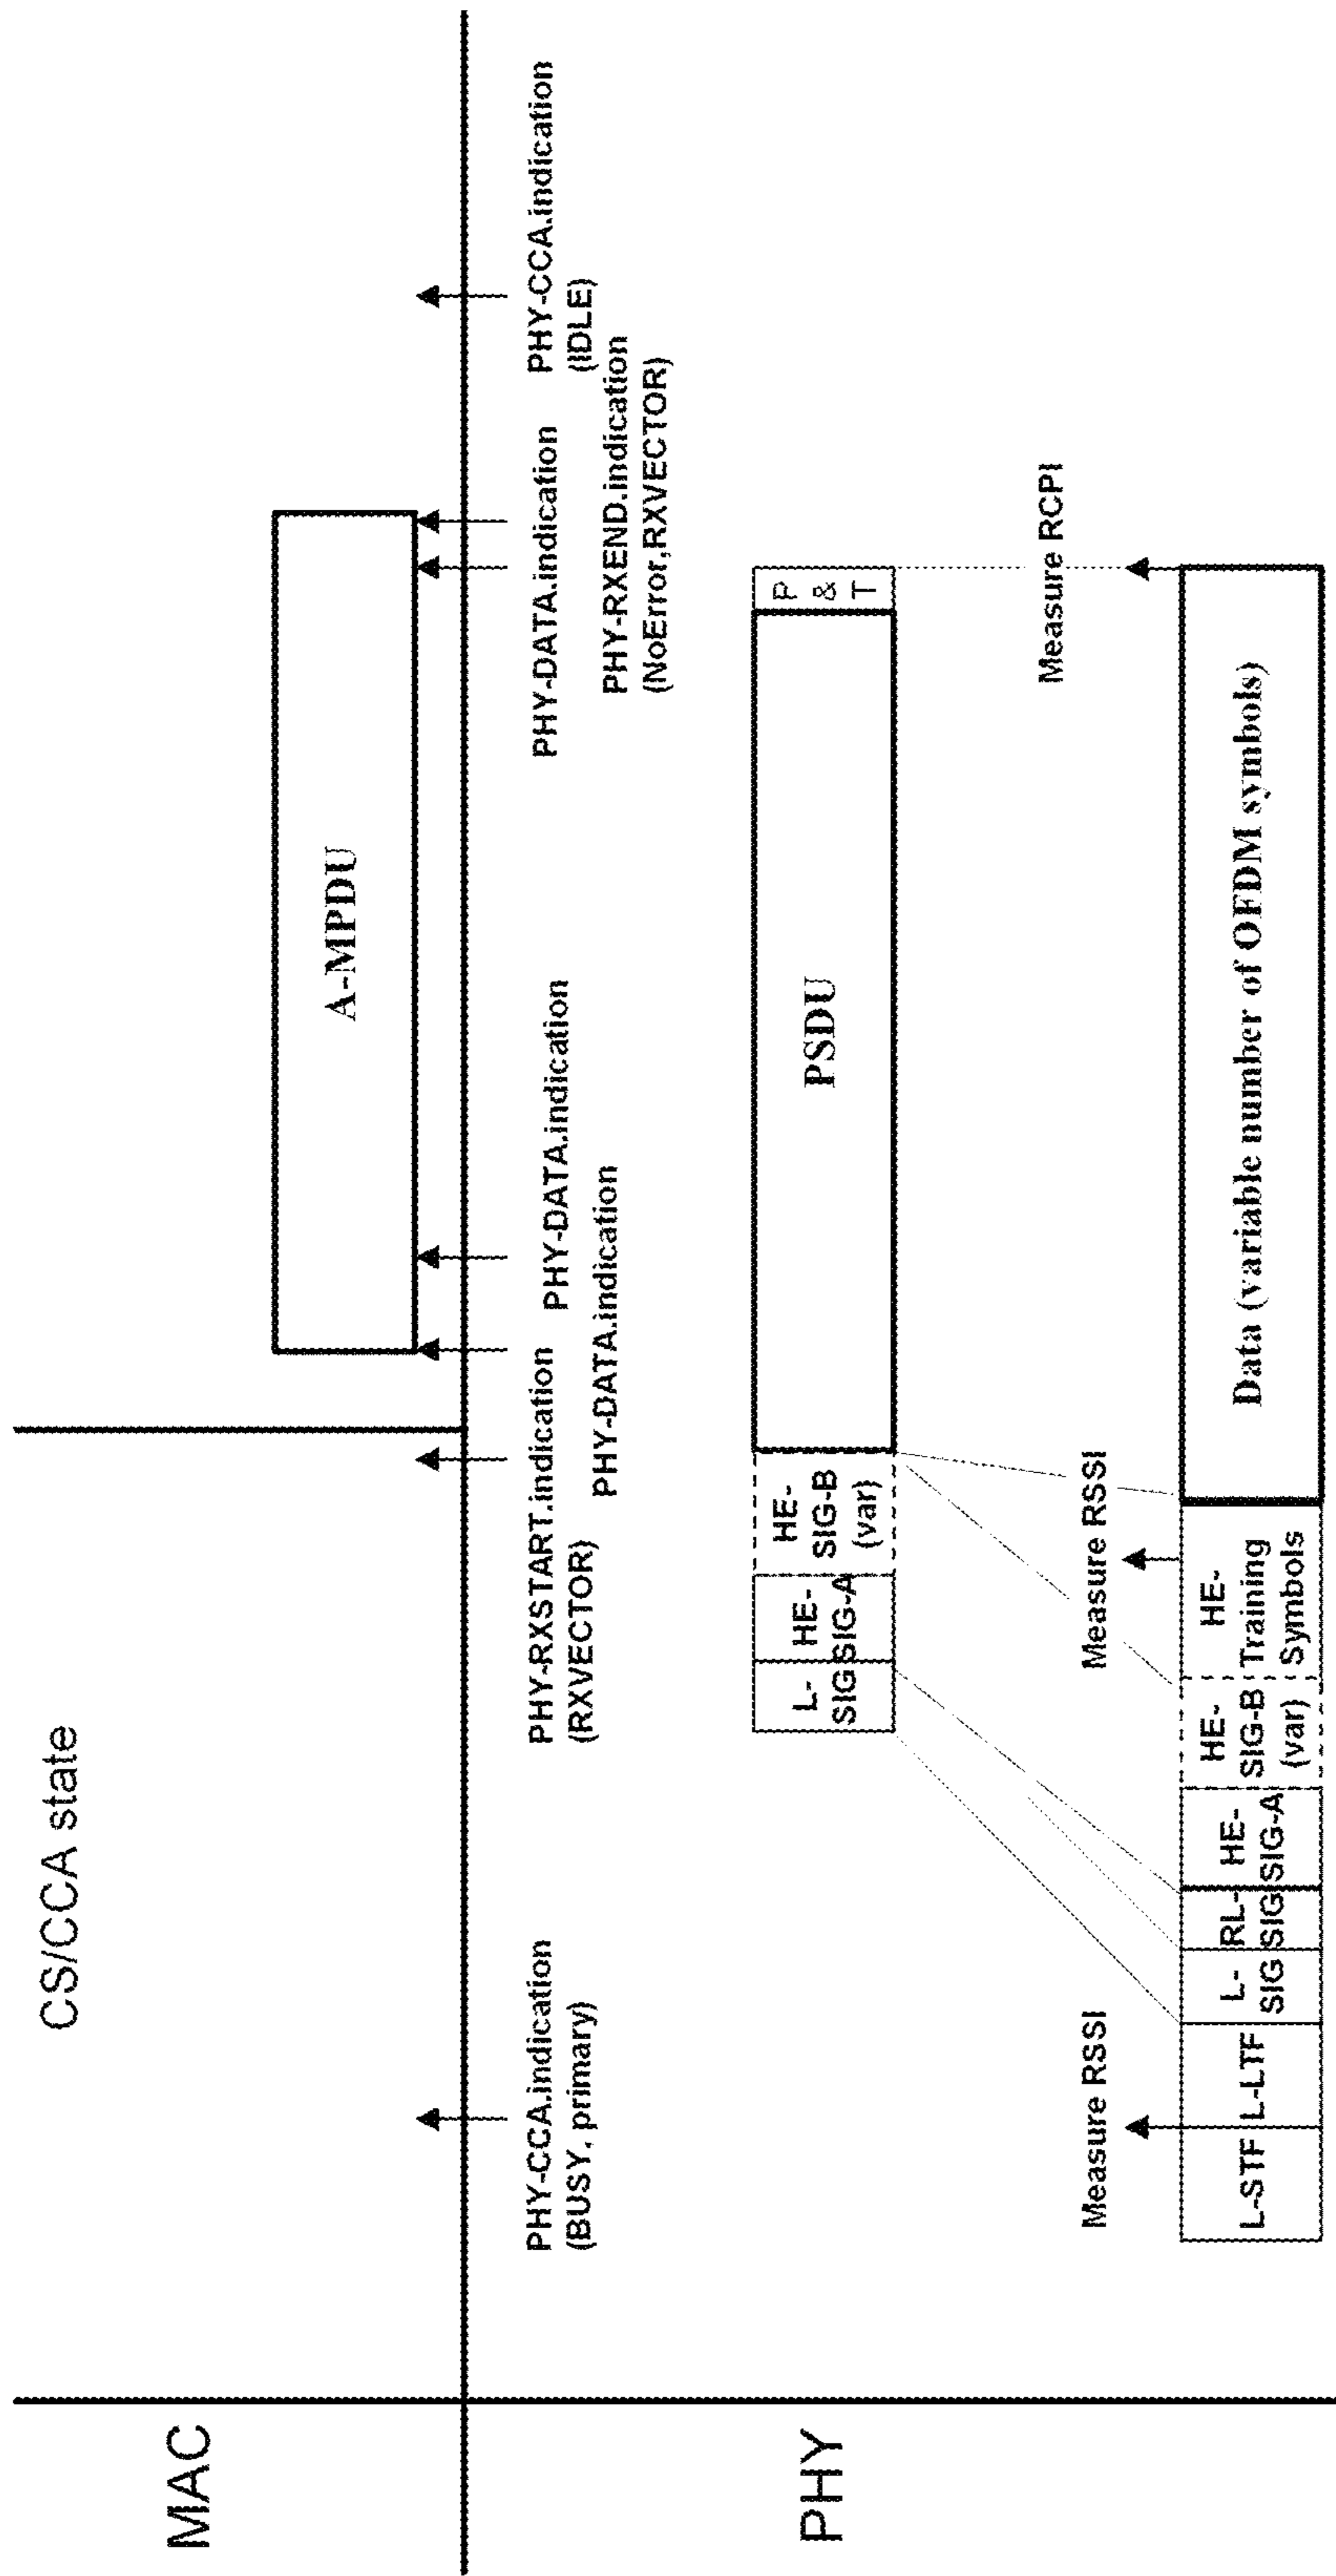 MAC
CS/CCA state
A-MPDU
PHY-CCA.indication
(BUSY, primary)
PHY-RXSTART.indication
(RXVECTOR)
PHY-DATA.indication
PHY-DATA.indication
PHY-DATA.indication
PHY-RXEND.indication
(NoError,RXVECTOR)
PHY-CCA.indication
(IDLE)
PHY
L-
SIG
HE-
SIG-A
HE-
SIG-B
(var)
PSDU
P
&
T
Measure RSSI
Measure RSSI
Measure RCPI
L-STF
L-LTF
L-
SIG
RL-
SIG
HE-
SIG-A
HE-
SIG-B
(var)
HE-
Training
Symbols
Data (variable number of OFDM symbols)